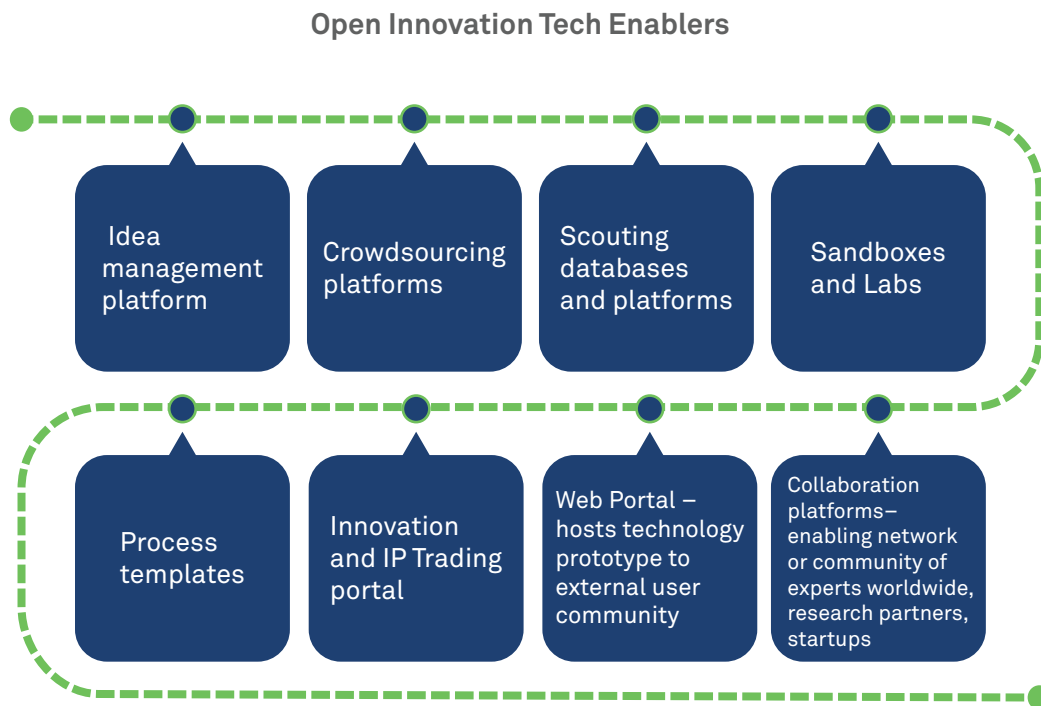 Open Innovation Tech Enablers
Idea
management
platform
Crowdsourcing
platforms
Scouting
databases
and platforms
Sandboxes
and Labs
Process
templates
Innovation
and IP Trading
portal
Web Portal –
hosts technology
prototype to
external user
community
Collaboration
platforms–
enabling network
or community of
experts worldwide,
research partners,
startups